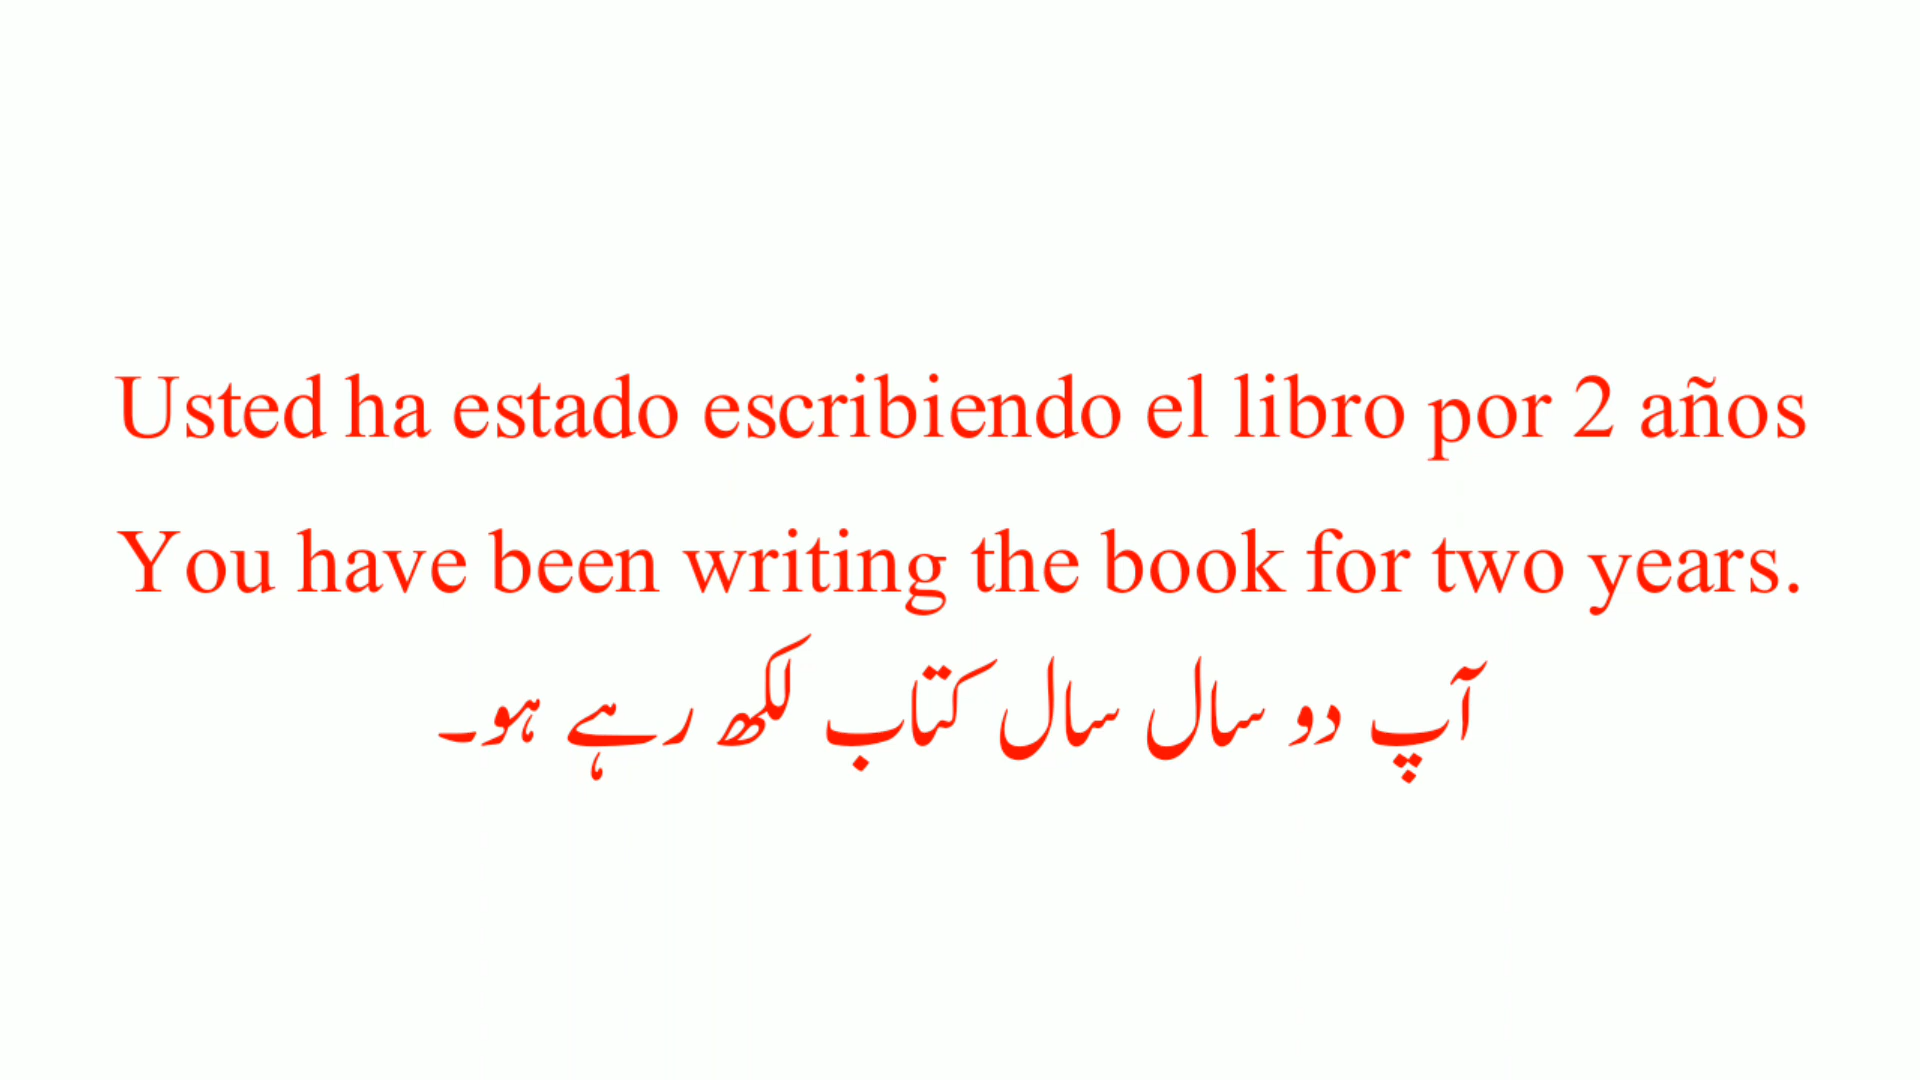 Usted ha estado escribiendo el libro por 2 años
You have been writing the book for two years.
آپ دو سال سال کتاب لکھ رہے ہو۔